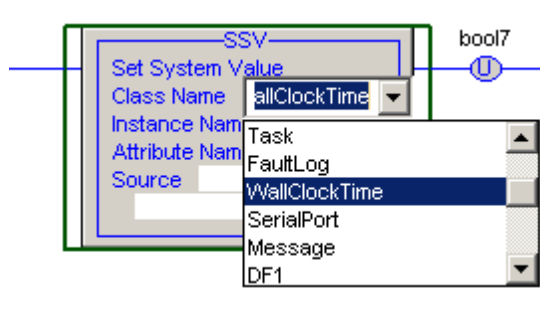 SSV
bool7
Set System Value
U
Class Name allClockTime
Instance Nam
Attribute Nam
Source
Task
FaultLog
WallClockTime
SerialPort
Message
DF1